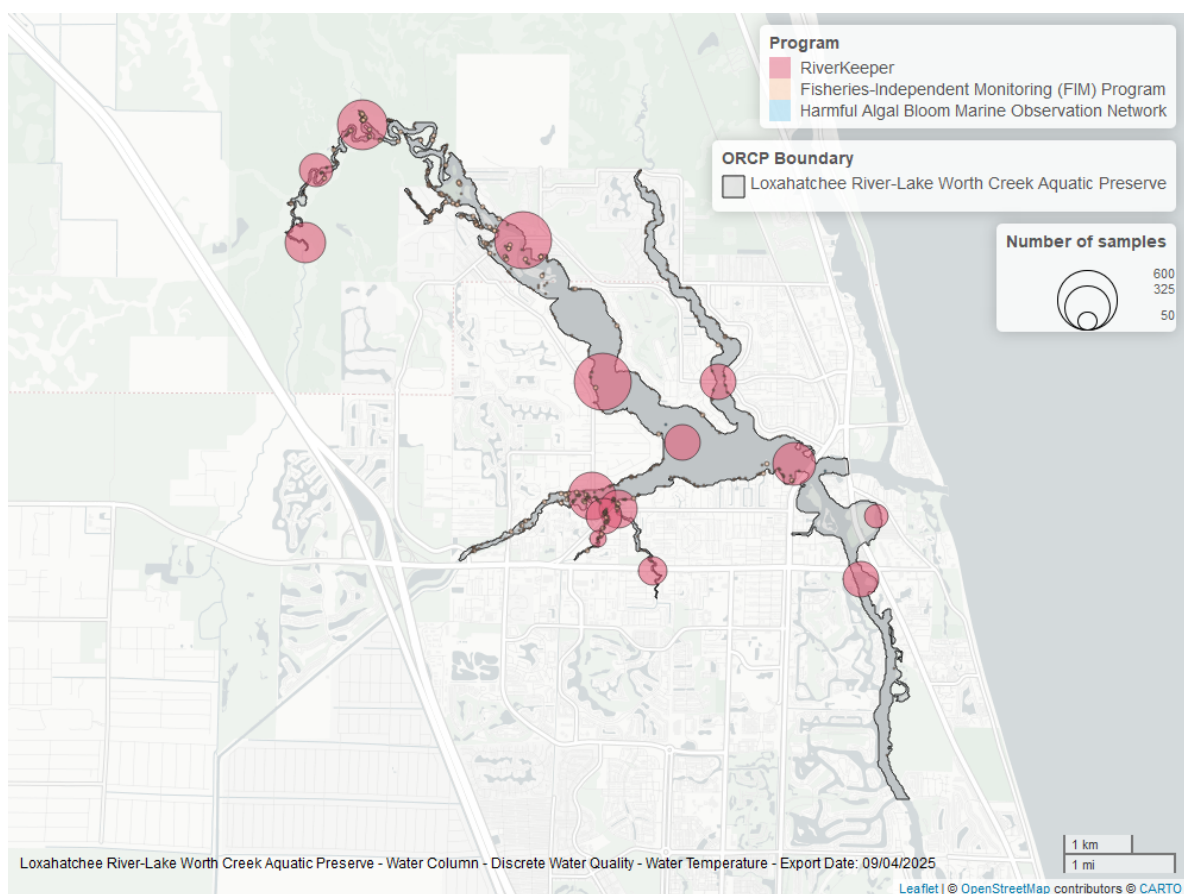 Program
RiverKeeper
Fisheries-Independent Monitoring (FIM) Program
Harmful Algal Bloom Marine Observation Network
ORCP Boundary
Loxahatchee River-Lake Worth Creek Aquatic Preserve
Number of samples
600
325
50
1 km
1 mi
Loxahatchee River-Lake Worth Creek Aquatic Preserve - Water Column - Discrete Water Quality - Water Temperature - Export Date: 09/04/2025
Leaflet | © OpenStreetMap contributors © CARTO